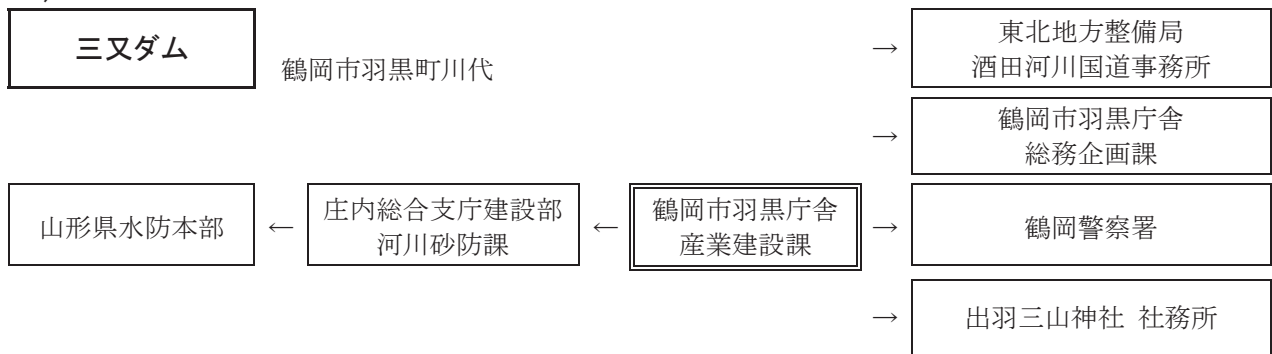 三又ダム
鶴岡市羽黒町川代
→
東北地方整備局
酒田河川国道事務所
→
鶴岡市羽黒庁舎
総務企画課
山形県水防本部
←
庄内総合支庁建設部
河川砂防課
←
鶴岡市羽黒庁舎
産業建設課
→
鶴岡警察署
→
出羽三山神社 社務所